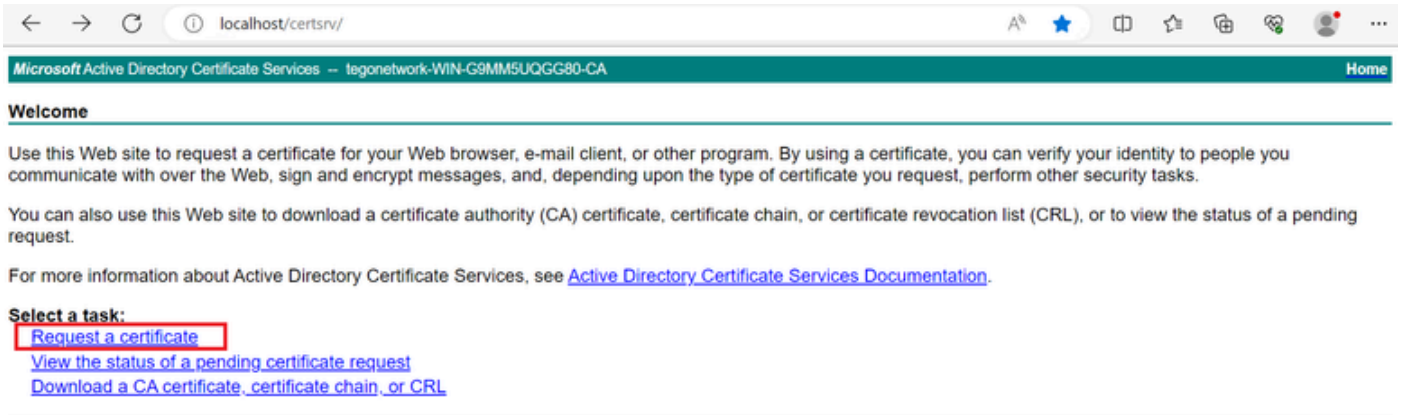 localhost/certsrv/
Microsoft Active Directory Certificate Services -- tegonetwork-WIN-G9MM5UQGG80-CA Home
Welcome
Use this Web site to request a certificate for your Web browser, e-mail client, or other program. By using a certificate, you can verify your identity to people you
communicate with over the Web, sign and encrypt messages, and, depending upon the type of certificate you request, perform other security tasks.
You can also use this Web site to download a certificate authority (CA) certificate, certificate chain, or certificate revocation list (CRL), or to view the status of a pending
request.
For more information about Active Directory Certificate Services, see Active Directory Certificate Services Documentation.
Select a task:
Request a certificate
View the status of a pending certificate request
Download a CA certificate, certificate chain, or CRL